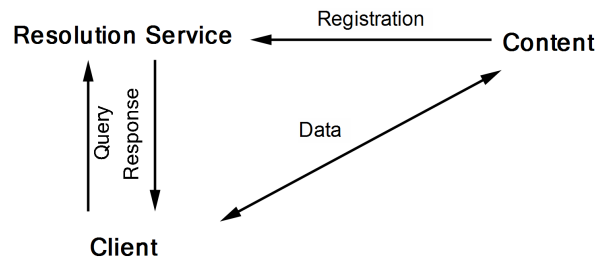 Registration
Resolution Service
Content
Query
Response
Data
Client